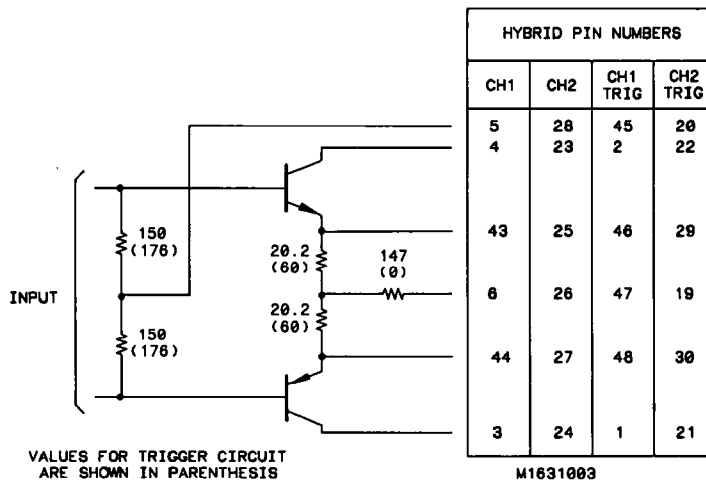 HYBRID PIN NUMBERS
CH1 CH2 CH1 TRIG CH2 TRIG
5 28 45 20
4 23 2 22
43 25 46 29
6 26 47 19
44 27 48 30
3 24 1 21
150
(176)
20.2
(60)
147
(0)
INPUT
20.2
(60)
150
(176)
VALUES FOR TRIGGER CIRCUIT
ARE SHOWN IN PARENTHESIS
M1631003